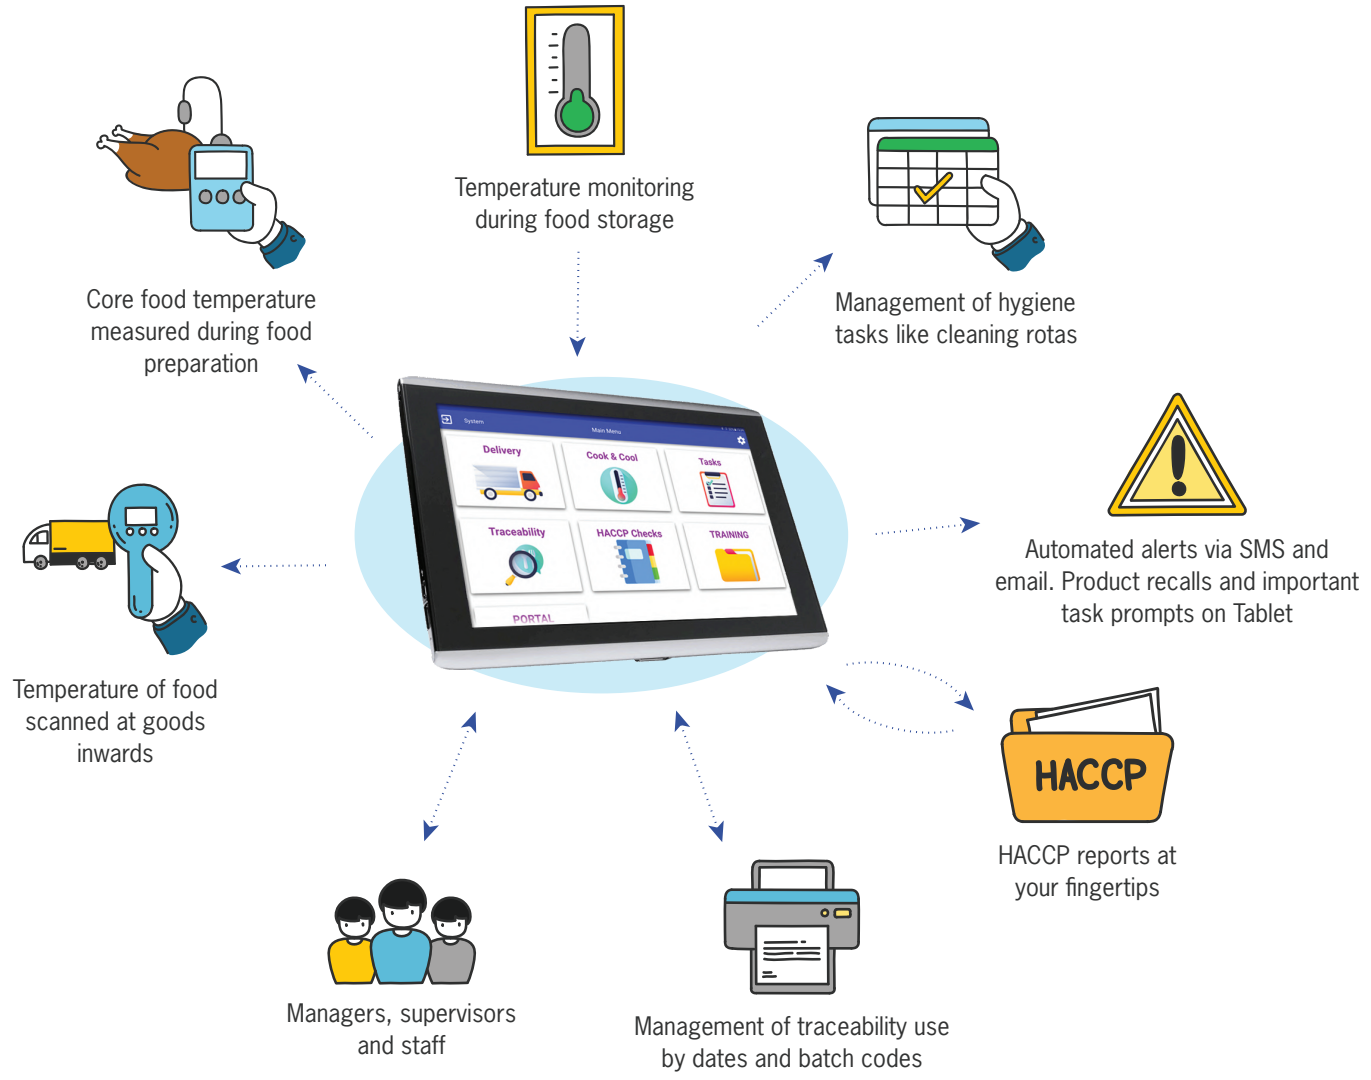 Temperature monitoring
during food storage
Core food temperature
measured during food
preparation
Management of hygiene
tasks like cleaning rotas
System
Main Menu
Delivery
Cook & Cool
Tasks
Traceability
HACCP Checks
TRAINING
PORTAL
Automated alerts via SMS and
email. Product recalls and important
task prompts on Tablet
Temperature of food
scanned at goods
inwards
HACCP
HACCP reports at
your fingertips
Managers, supervisors
and staff
Management of traceability use
by dates and batch codes